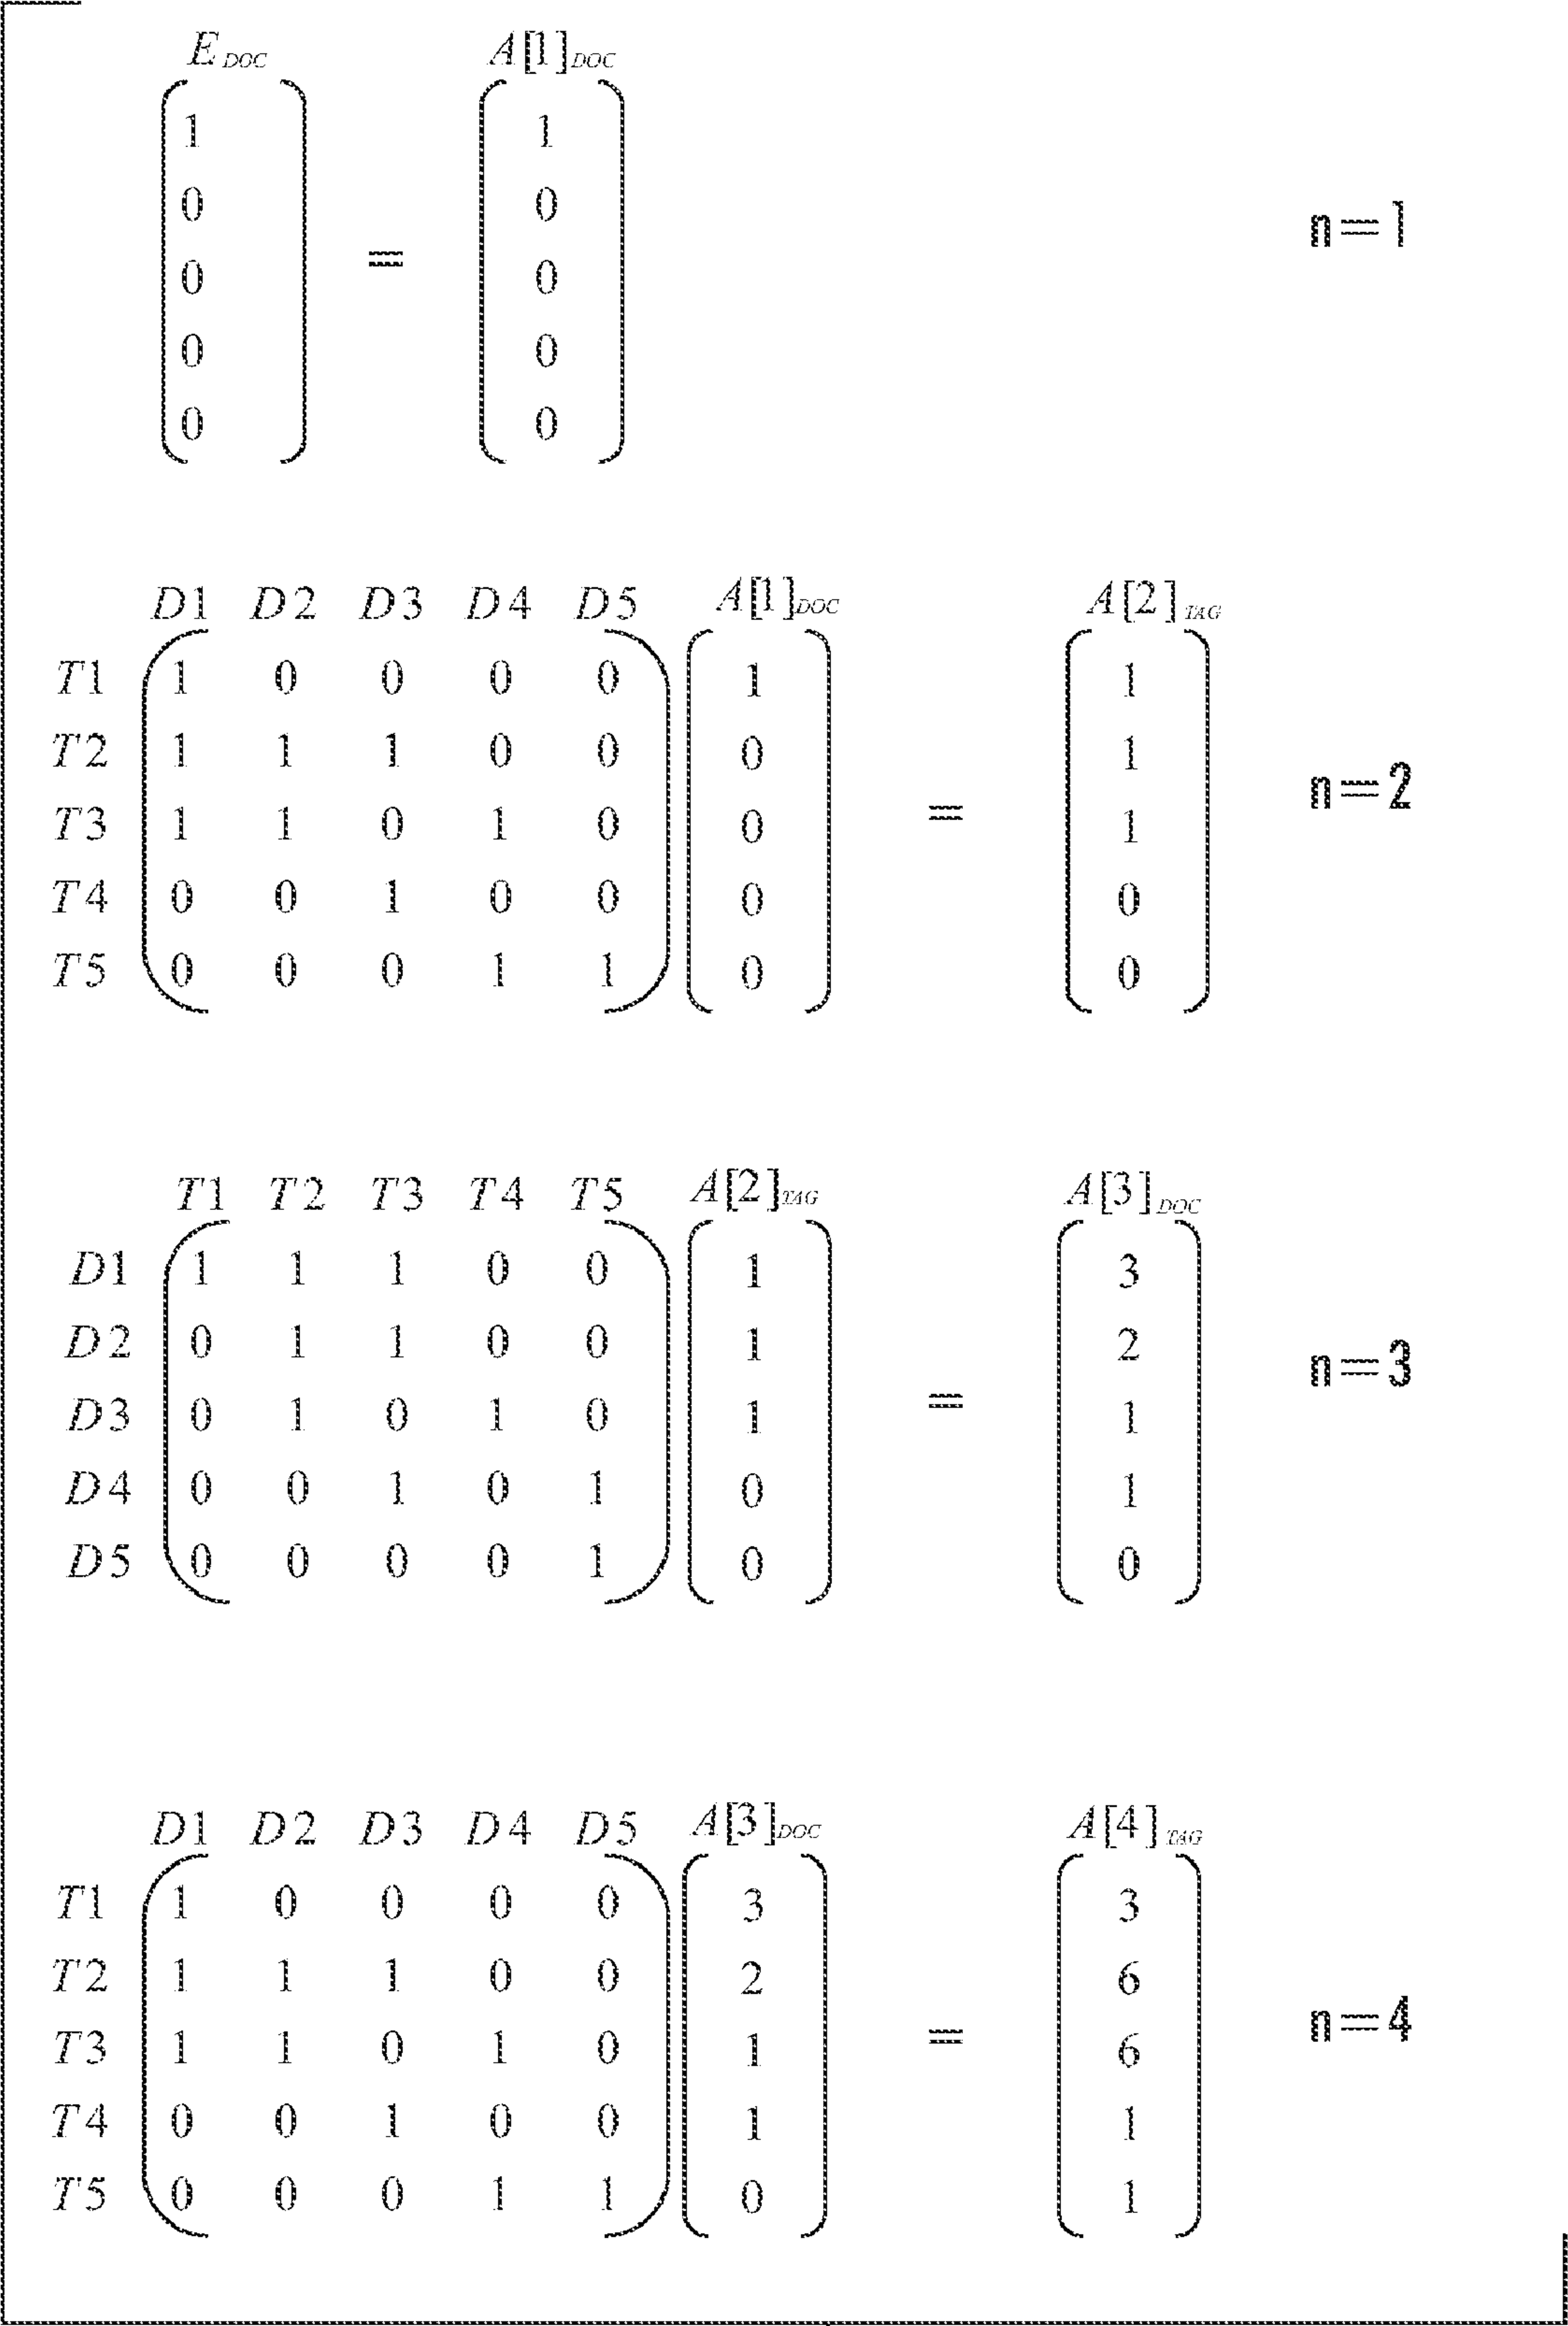 E DOC A[1] DOC
1 1
0 0
0 0
0 0
0 0
= n=1
D1 D2 D3 D4 D5 A[1] DOC A[2] TAG
T1 1 0 0 0 0 1 1
T2 1 1 1 0 0 0 1
T3 1 1 0 1 0 0 = 1 n=2
T4 0 0 1 0 0 0 0
T5 0 0 0 1 1 0 0
T1 T2 T3 T4 T5 A[2] TAG A[3] DOC
D1 1 1 1 0 0 1 3
D2 0 1 1 0 0 1 2
D3 0 1 0 1 0 1 = 1 n=3
D4 0 0 1 0 1 0 1
D5 0 0 0 0 1 0 0
D1 D2 D3 D4 D5 A[3] DOC A[4] TAG
T1 1 0 0 0 0 3 3
T2 1 1 1 0 0 2 6
T3 1 1 0 1 0 1 = 6 n=4
T4 0 0 1 0 0 1 1
T5 0 0 0 1 1 0 1